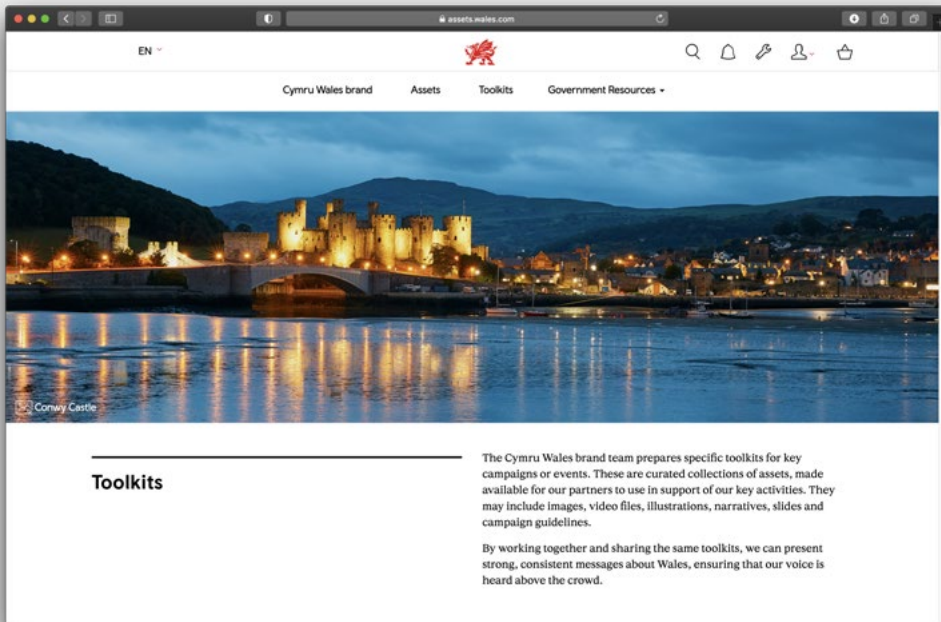 assets.wales.com
EN
Cymru Wales brand
Assets
Toolkits
Government Resources
Conwy Castle
Toolkits
The Cymru Wales brand team prepares specific toolkits for key
campaigns or events. These are curated collections of assets, made
available for our partners to use in support of our key activities. They
may include images, video files, illustrations, narratives, slides and
campaign guidelines.
By working together and sharing the same toolkits, we can present
strong, consistent messages about Wales, ensuring that our voice is
heard above the crowd.